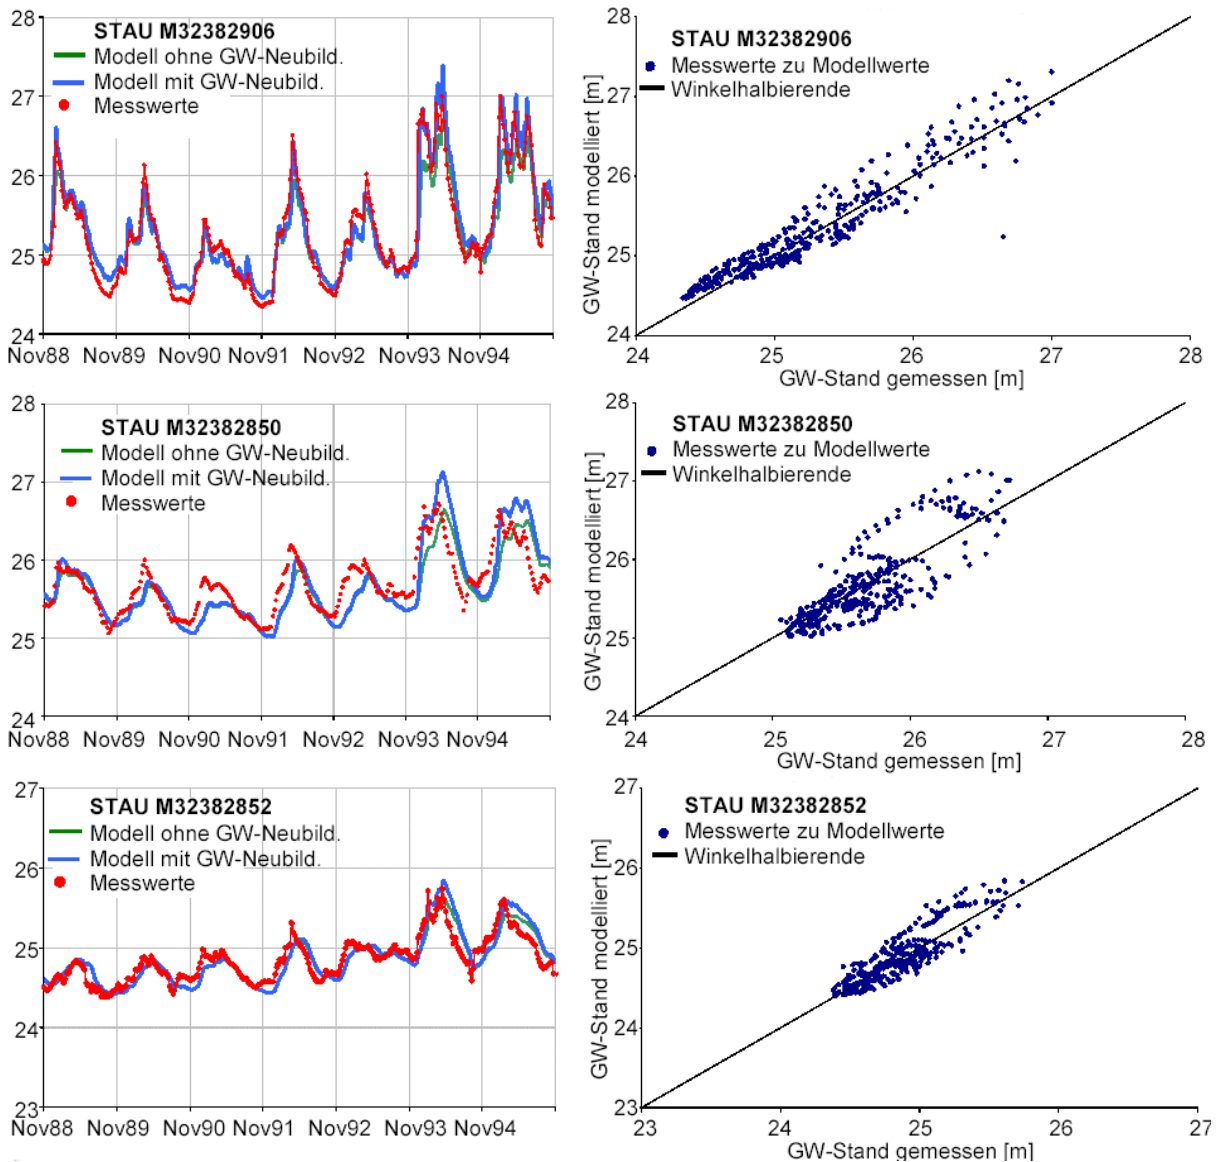 28
27
26
25
24
STAU M32382906
Modell ohne GW-Neubild.
Modell mit GW-Neubild.
Messwerte
Nov88 Nov89 Nov90 Nov91 Nov92 Nov93 Nov94
GW-Stand modelliert [m]
28
27
26
25
24
STAU M32382906
Messwerte zu Modellwerte
Winkelhalbierende
24 25 26 27 28
GW-Stand gemessen [m]
28
27
26
25
24
STAU M32382850
Modell ohne GW-Neubild.
Modell mit GW-Neubild.
Messwerte
Nov88 Nov89 Nov90 Nov91 Nov92 Nov93 Nov94
GW-Stand modelliert [m]
28
27
26
25
24
STAU M32382850
Messwerte zu Modellwerte
Winkelhalbierende
24 25 26 27 28
GW-Stand gemessen [m]
27
26
25
24
23
STAU M32382852
Modell ohne GW-Neubild.
Modell mit GW-Neubild.
Messwerte
Nov88 Nov89 Nov90 Nov91 Nov92 Nov93 Nov94
GW-Stand modelliert [m]
27
26
25
24
23
STAU M32382852
Messwerte zu Modellwerte
Winkelhalbierende
23 24 25 26 27
GW-Stand gemessen [m]